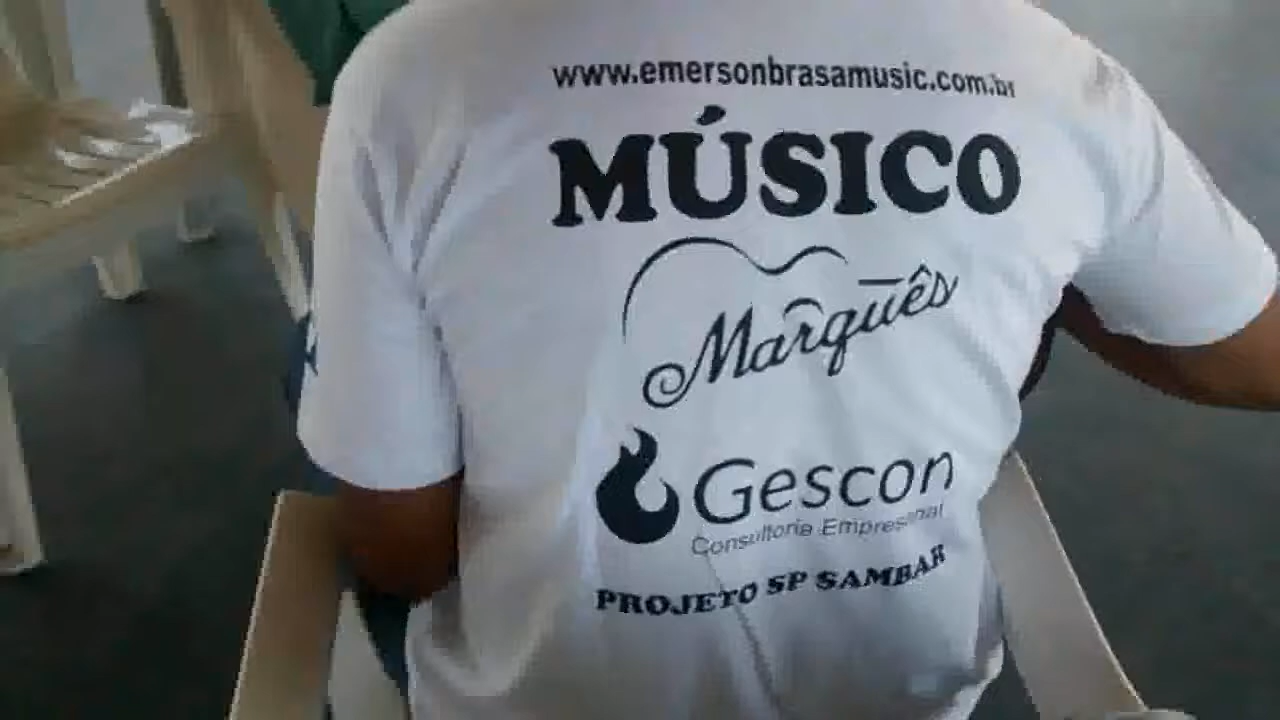 www.emersonbrasamusic.com.br
MÚSICO
Marquês
Gescon
Consultoria Empresarial
PROJETO SP SAMBAR